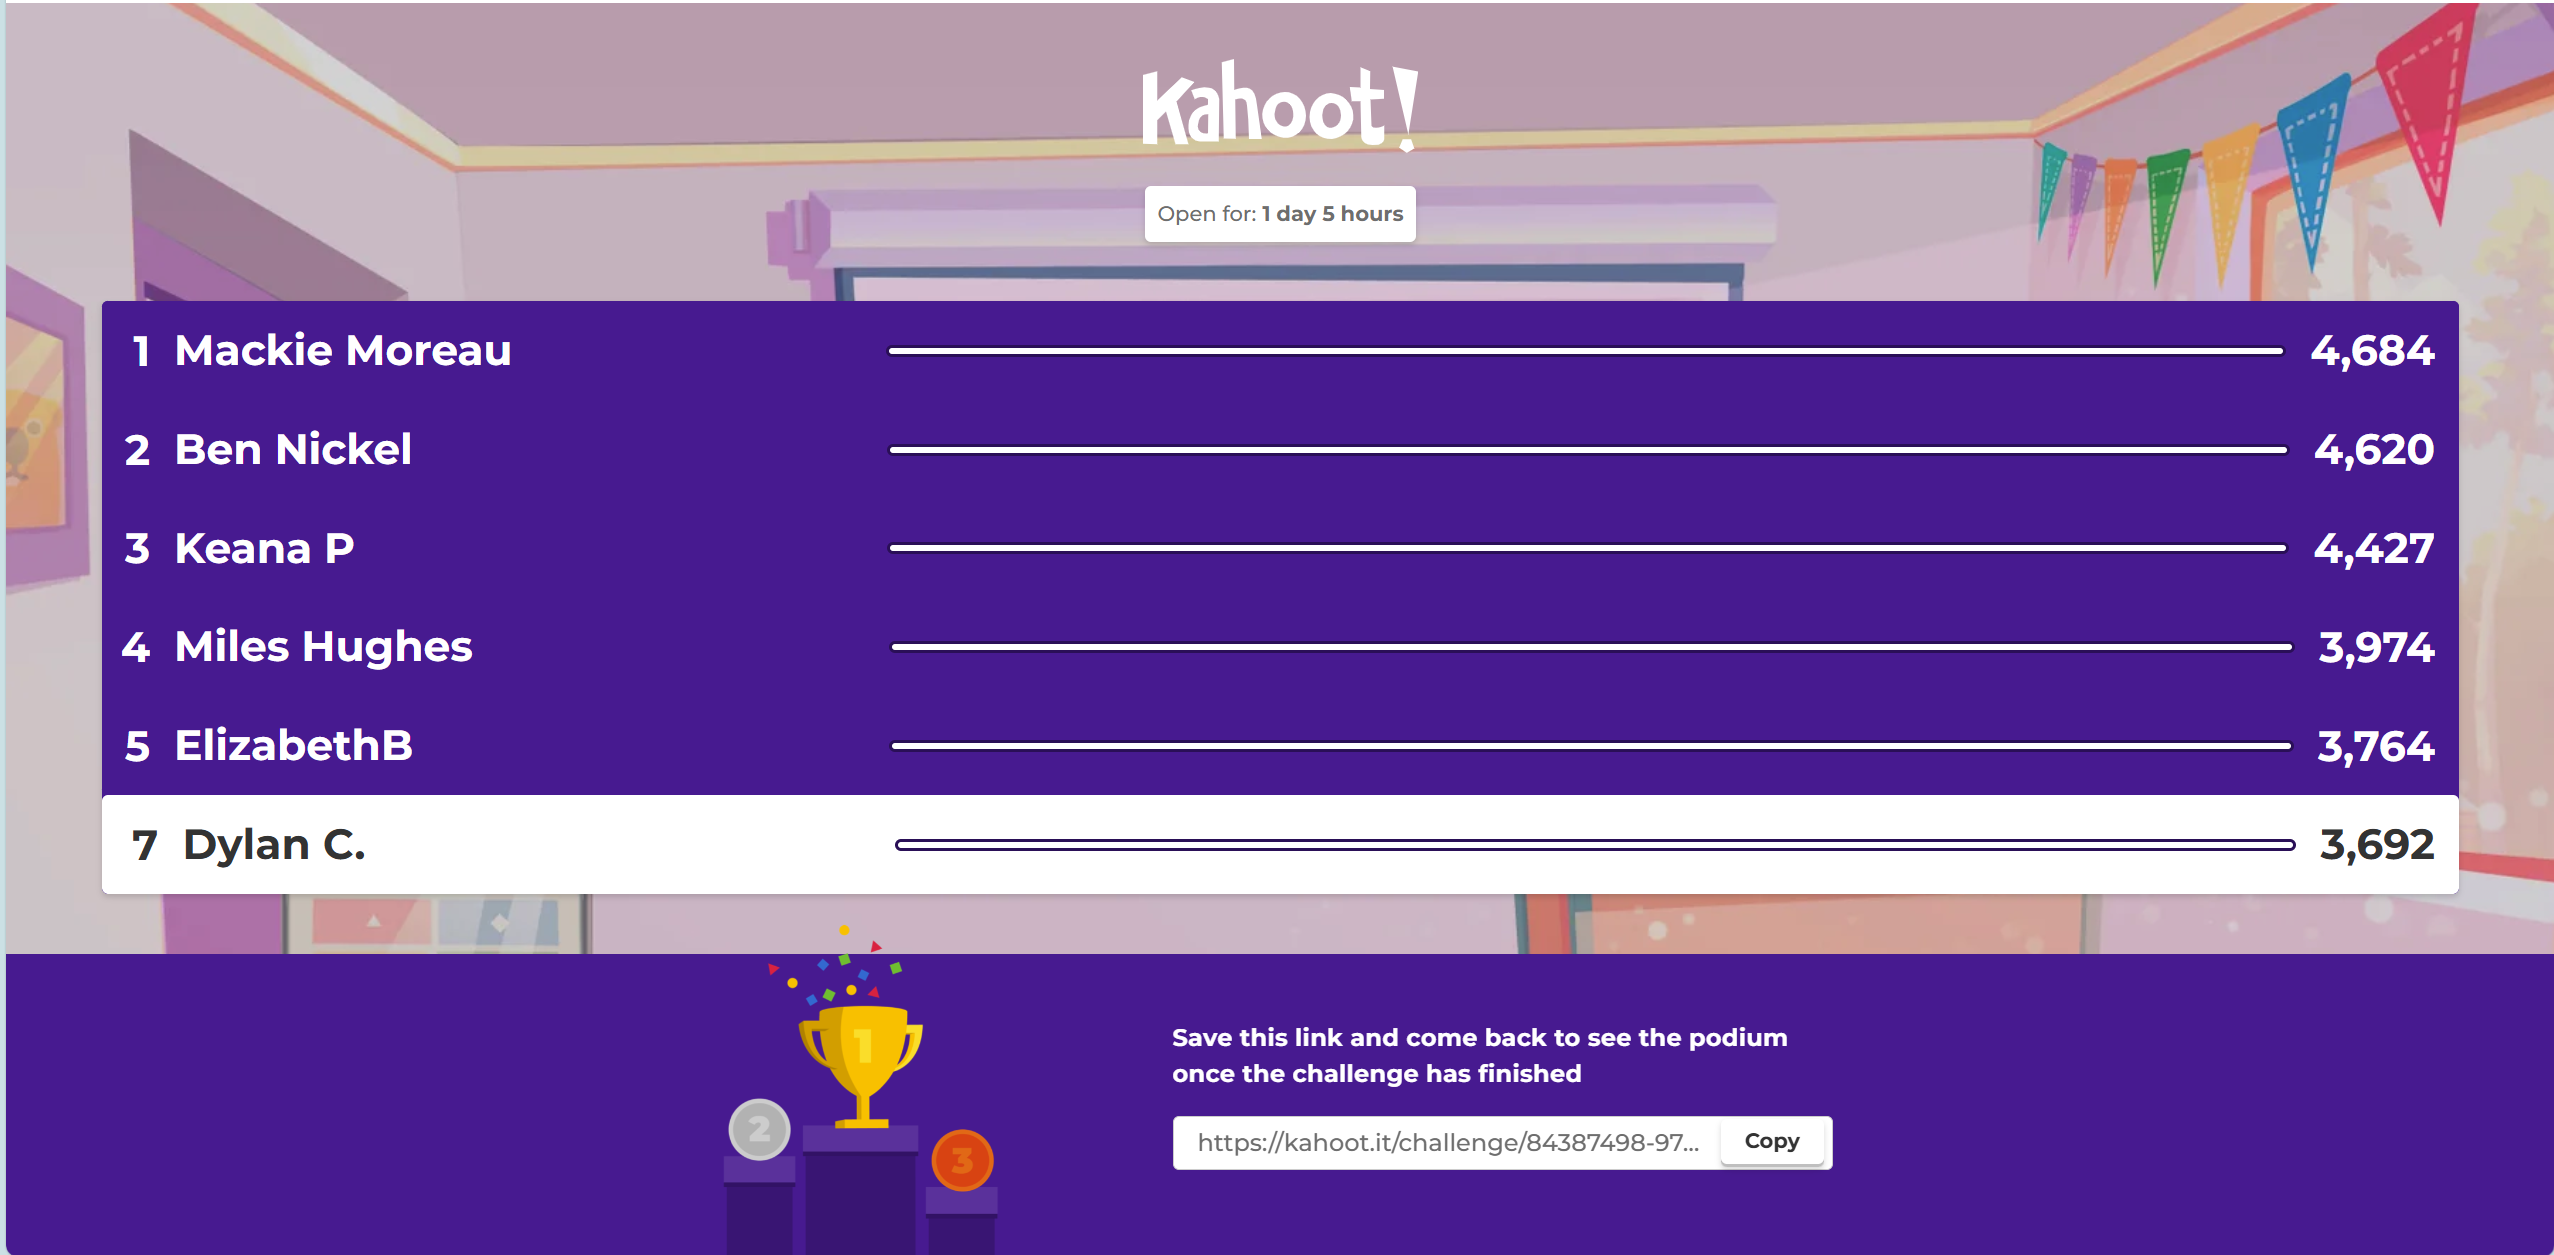 Kahoot!
Open for: 1 day 5 hours
1 Mackie Moreau 4,684
2 Ben Nickel 4,620
3 Keana P 4,427
4 Miles Hughes 3,974
5 ElizabethB 3,764
7 Dylan C. 3,692
1
2
3
Save this link and come back to see the podium
once the challenge has finished
https://kahoot.it/challenge/84387498-97... Copy